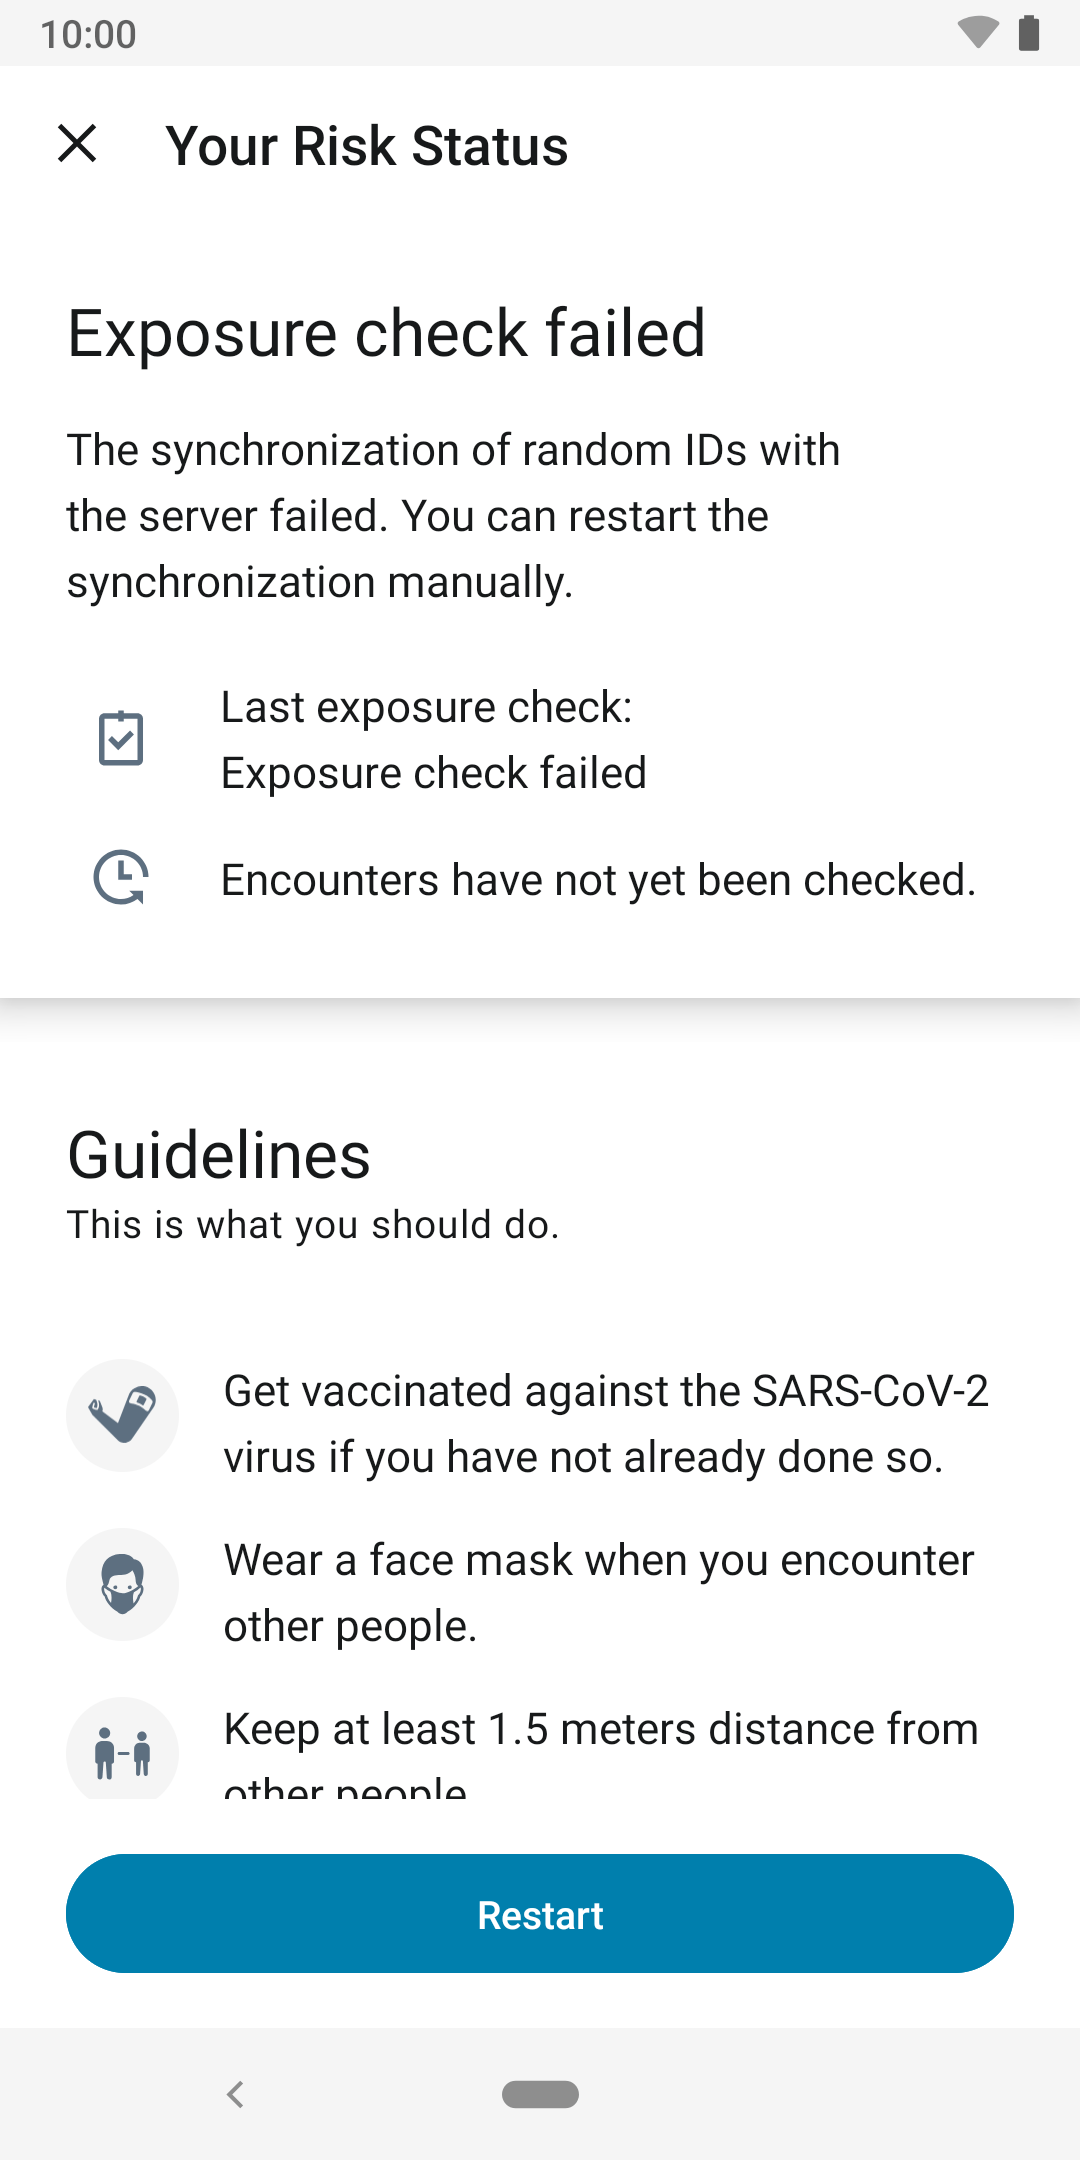 10:00
Your Risk Status
Exposure check failed
The synchronization of random IDs with
the server failed. You can restart the
synchronization manually.
Last exposure check:
Exposure check failed
Encounters have not yet been checked.
Guidelines
This is what you should do.
Get vaccinated against the SARS-CoV-2
virus if you have not already done so.
Wear a face mask when you encounter
other people.
Keep at least 1.5 meters distance from
other people
Restart